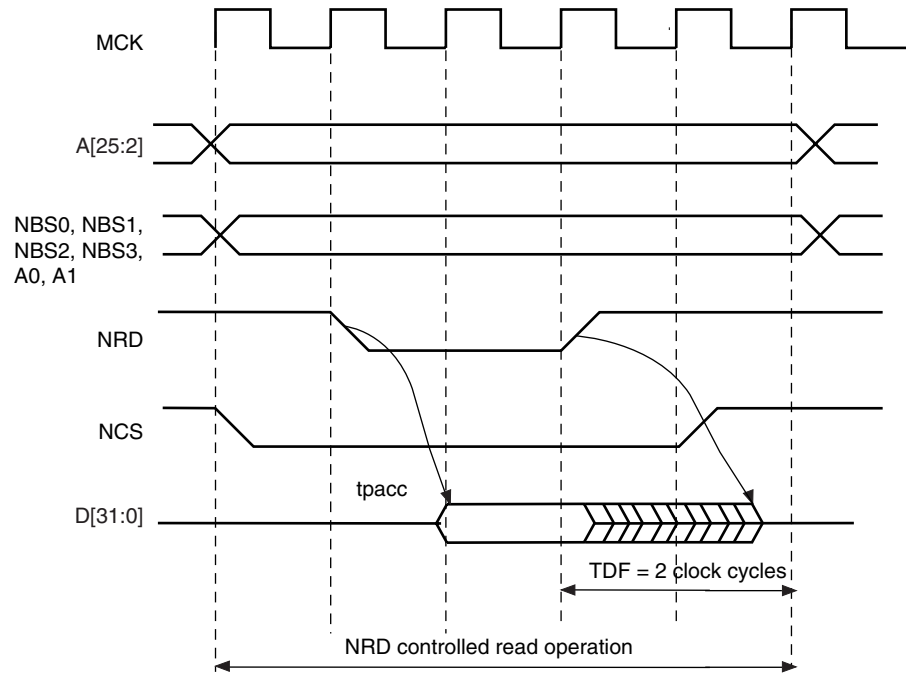 MCK
A[25:2]
NBS0, NBS1,
NBS2, NBS3,
A0, A1
NRD
NCS
tpacc
D[31:0]
TDF = 2 clock cycles
NRD controlled read operation